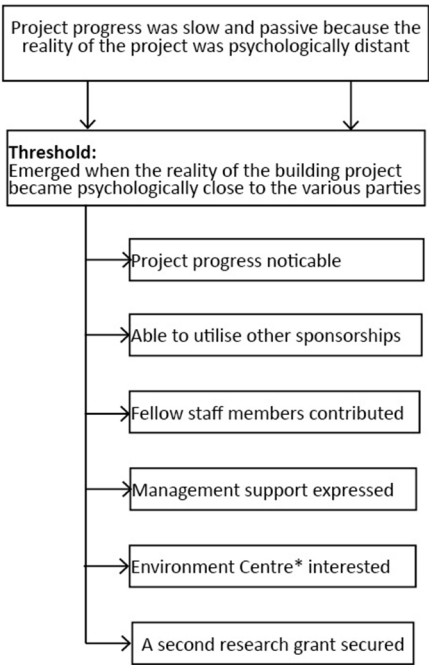 Project progress was slow and passive because the
reality of the project was psychologically distant
Threshold:
Emerged when the reality of the building project
became psychologically close to the various parties
Project progress noticable
Able to utilise other sponsorships
Fellow staff members contributed
Management support expressed
Environment Centre* interested
A second research grant secured